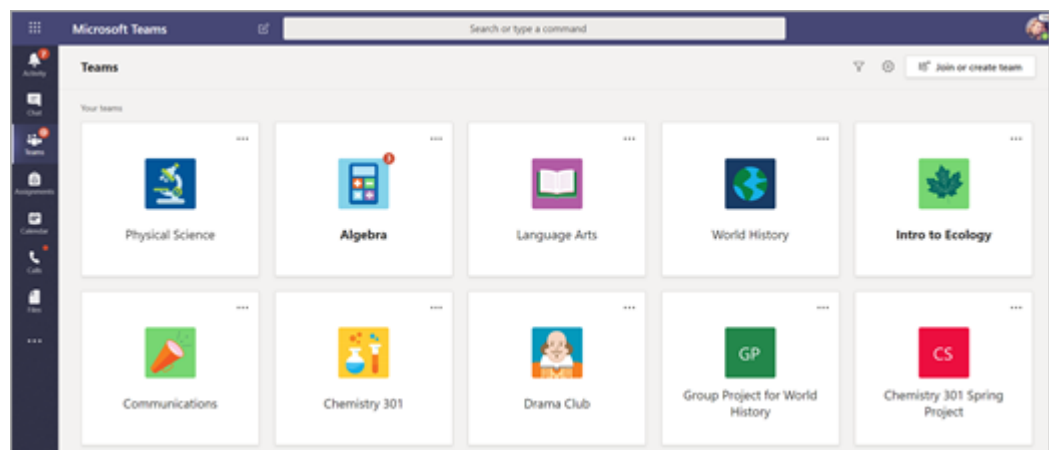 Microsoft Teams
Search or type a command
Activity
Teams
Join or create team
Chat
Your teams
Teams
Assignments
Calendar
Calls
Files
Physical Science
3
Algebra
Language Arts
World History
Intro to Ecology
Communications
Chemistry 301
Drama Club
GP
Group Project for World
History
CS
Chemistry 301 Spring
Project